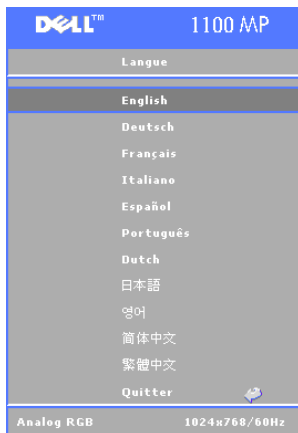 DELL™ 1100 MP
Langue
English
Deutsch
Français
Italiano
Español
Português
Dutch
日本語
영어
简体中文
繁體中文
Quitter
Analog RGB 1024x768/60Hz